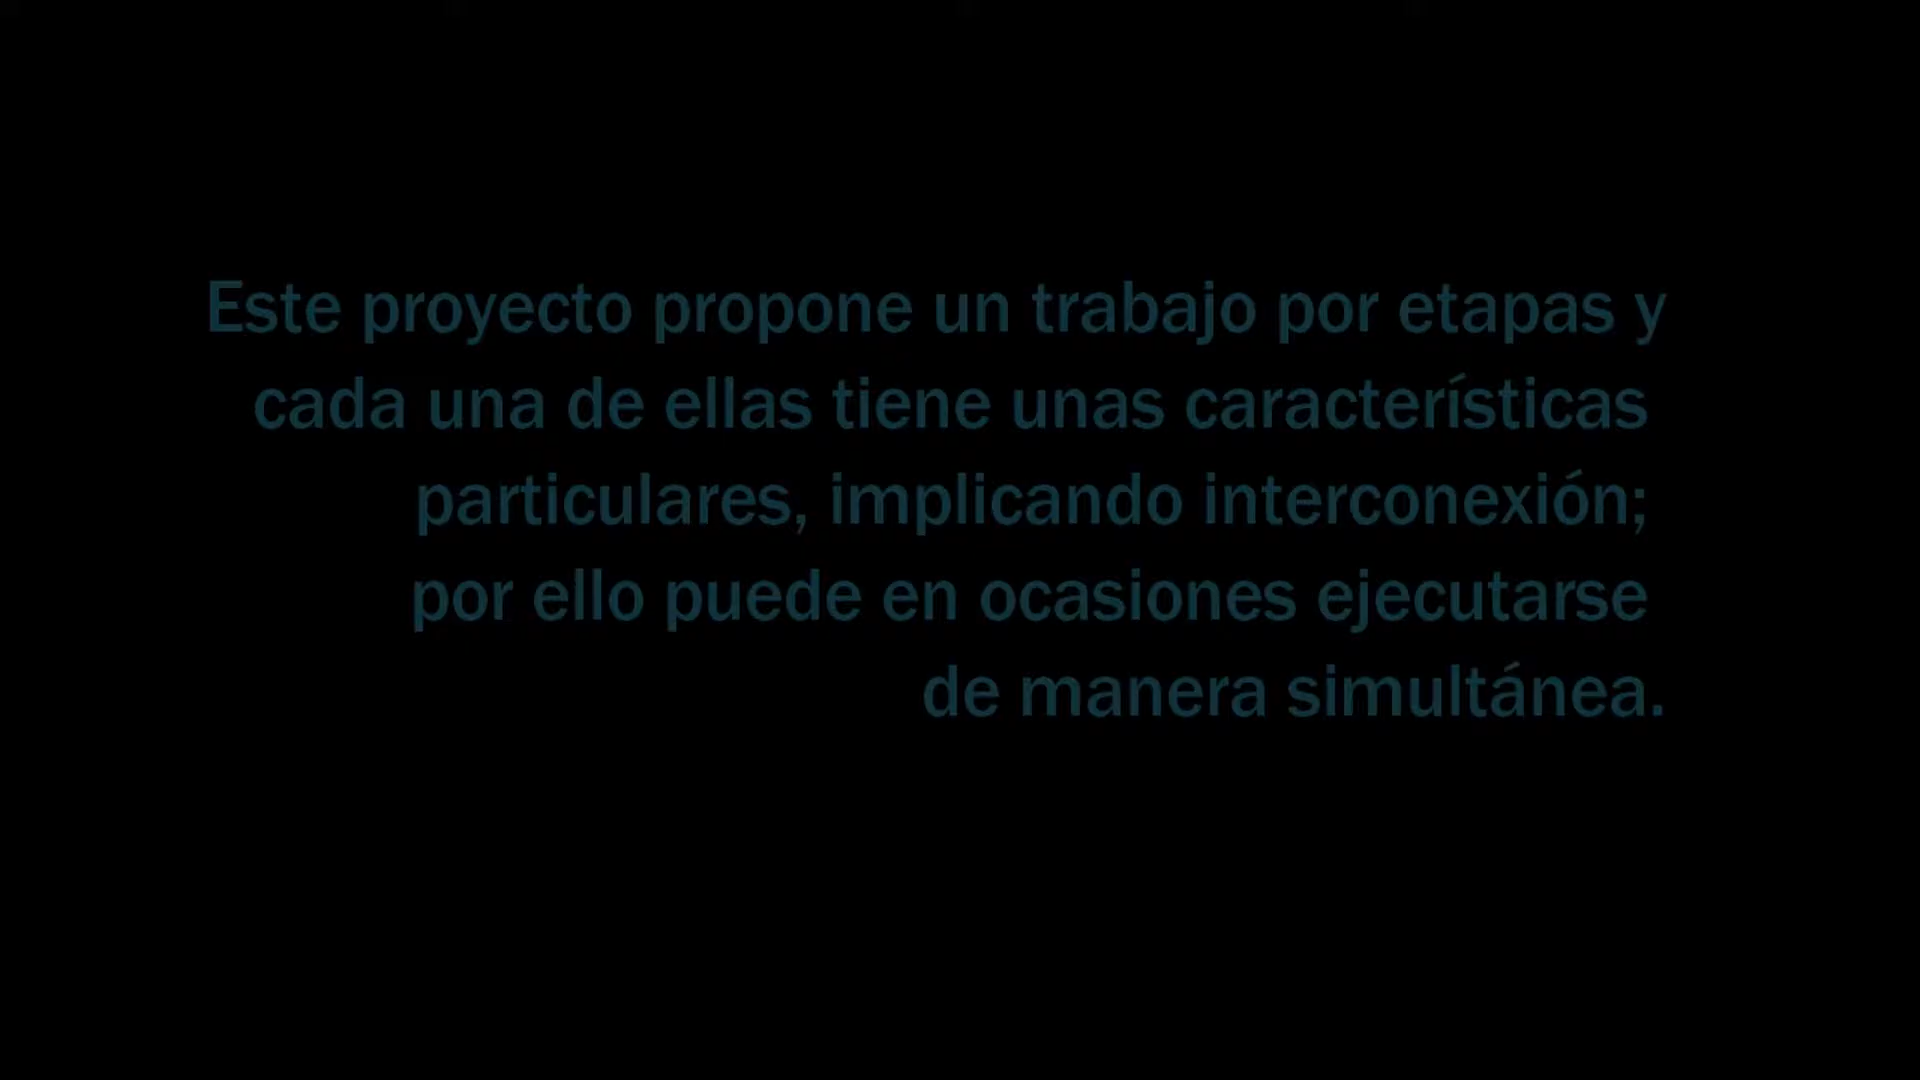 Este proyecto propone un trabajo por etapas y
cada una de ellas tiene unas características
particulares, implicando interconexión;
por ello puede en ocasiones ejecutarse
de manera simultánea.